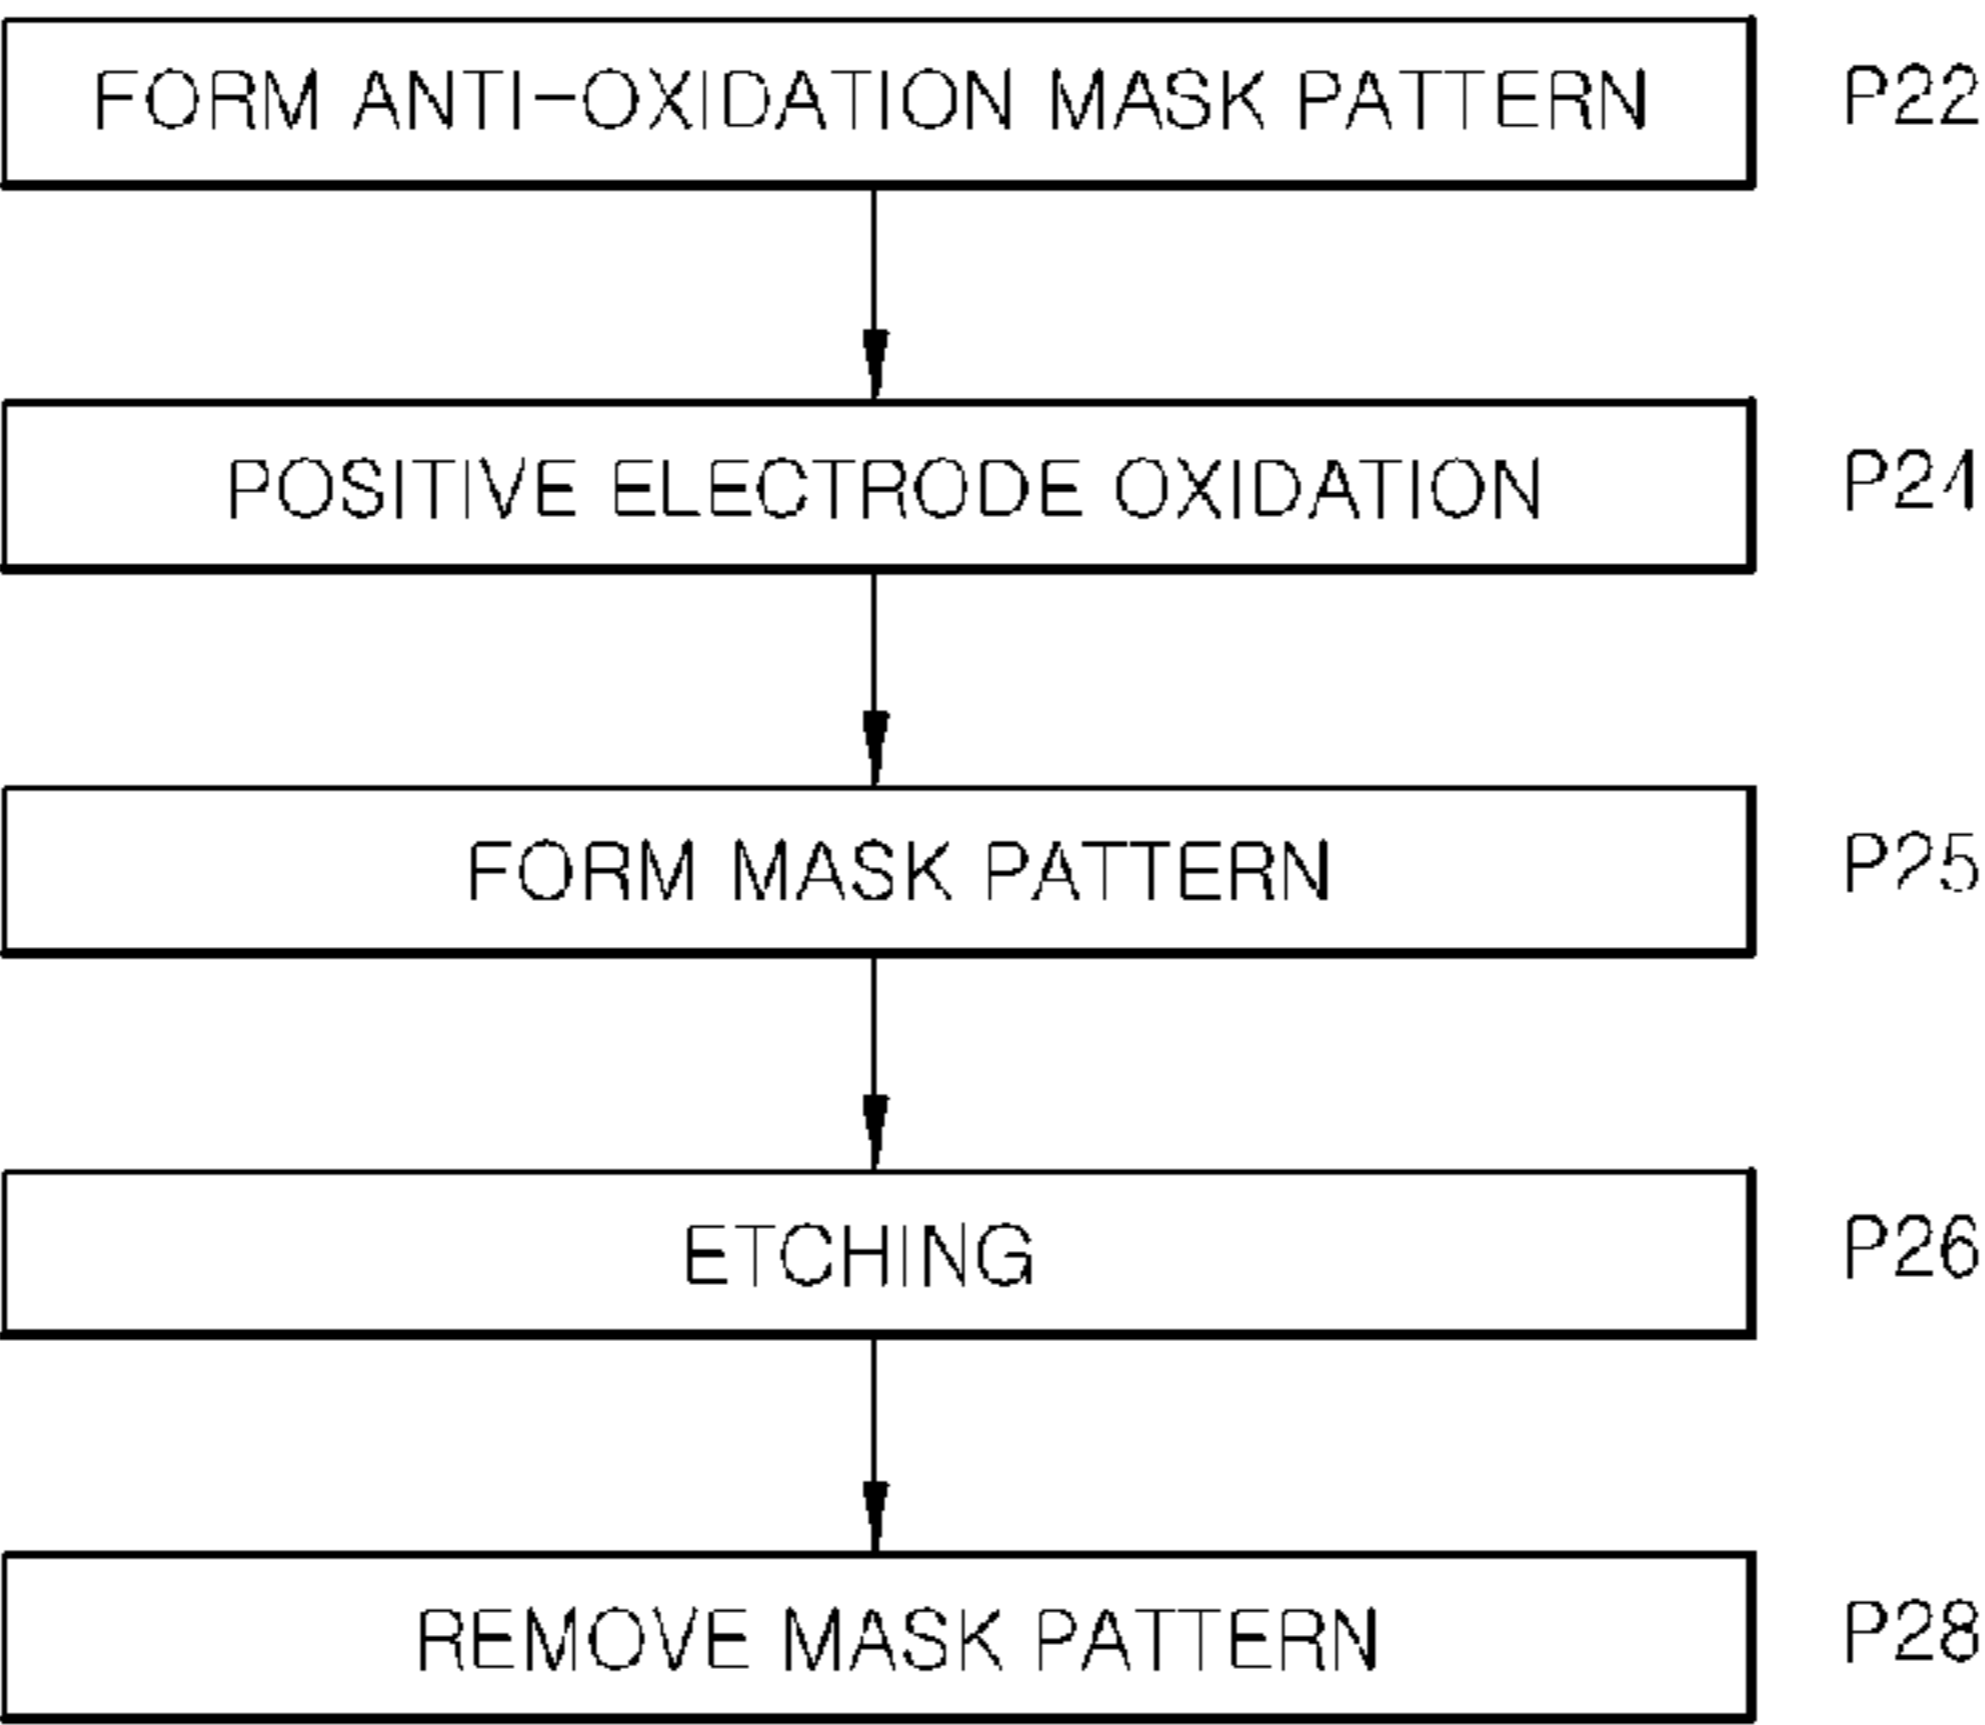 FORM ANTI-OXIDATION MASK PATTERN P22
POSITIVE ELECTRODE OXIDATION P24
FORM MASK PATTERN P25
ETCHING P26
REMOVE MASK PATTERN P28